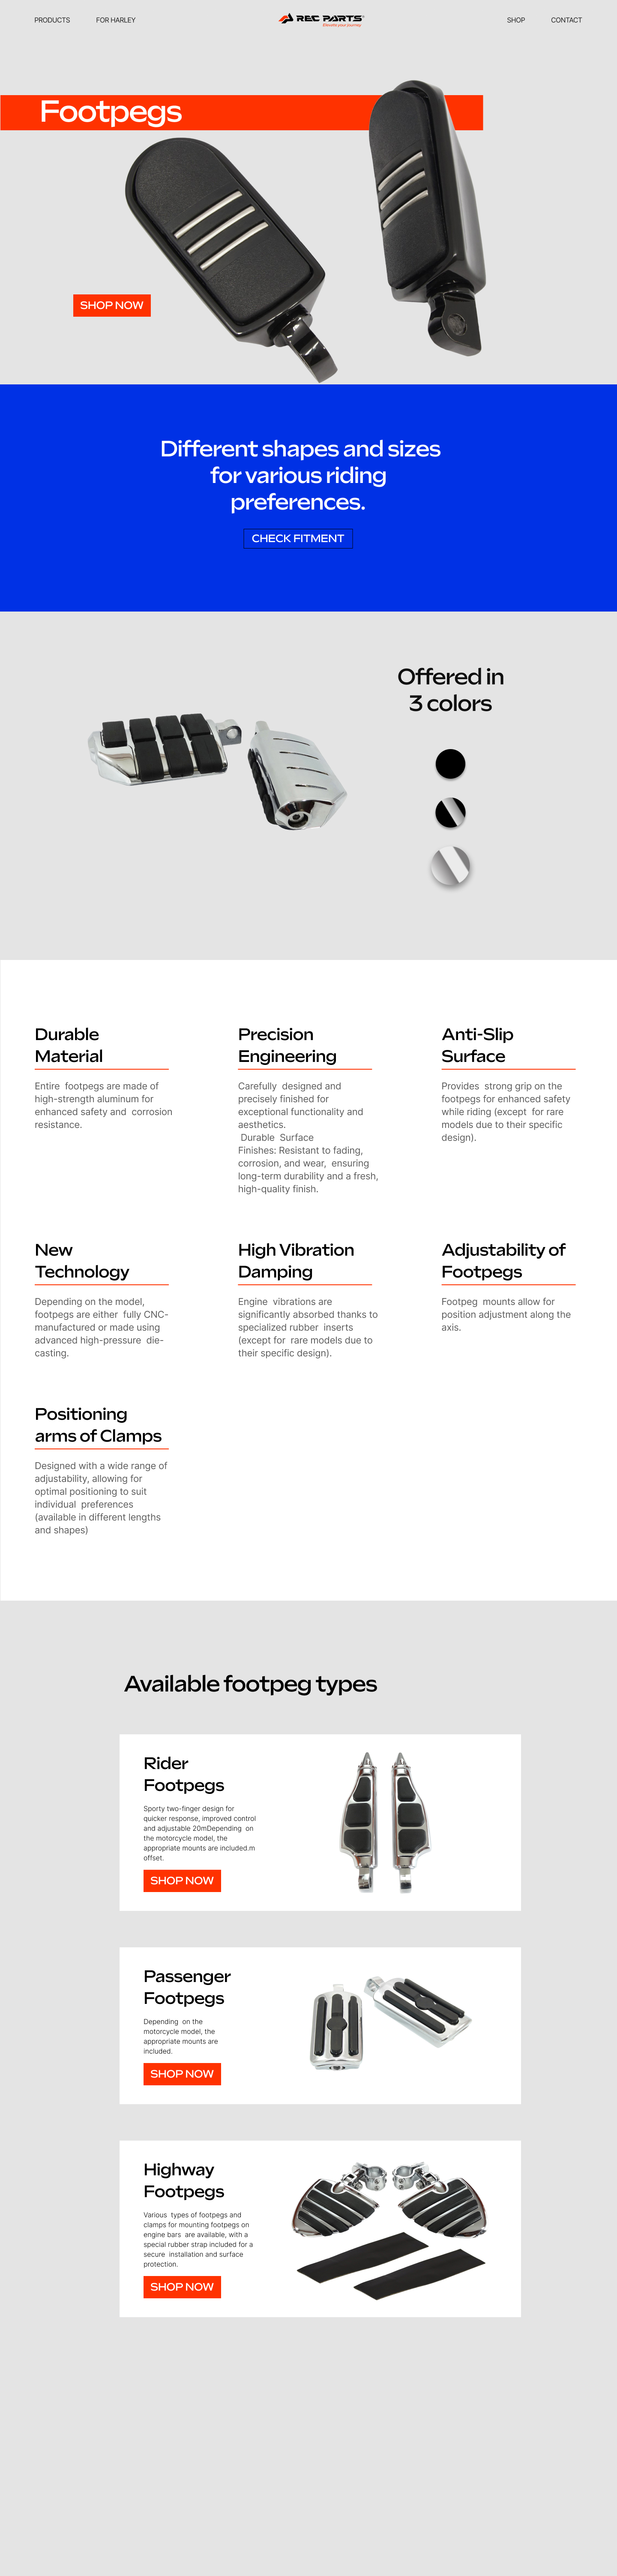 PRODUCTS
FOR HARLEY
REC PARTS
Elevate your journey
SHOP
CONTACT
Footpegs
SHOP NOW
Different shapes and sizes
for various riding
preferences.
CHECK FITMENT
Offered in
3 colors
Durable
Material
Entire footpegs are made of
high-strength aluminum for
enhanced safety and corrosion
resistance.
Precision
Engineering
Carefully designed and
precisely finished for
exceptional functionality and
aesthetics.
Durable Surface
Finishes: Resistant to fading,
corrosion, and wear, ensuring
long-term durability and a fresh,
high-quality finish.
Anti-Slip
Surface
Provides strong grip on the
footpegs for enhanced safety
while riding (except for rare
models due to their specific
design).
New
Technology
Depending on the model,
footpegs are either fully CNC-
manufactured or made using
advanced high-pressure die-
casting.
High Vibration
Damping
Engine vibrations are
significantly absorbed thanks to
specialized rubber inserts
(except for rare models due to
their specific design).
Adjustability of
Footpegs
Footpeg mounts allow for
position adjustment along the
axis.
Positioning
arms of Clamps
Designed with a wide range of
adjustability, allowing for
optimal positioning to suit
individual preferences
(available in different lengths
and shapes)
Available footpeg types
Rider
Footpegs
Sporty two-finger design for
quicker response, improved control
and adjustable 20mDepending on
the motorcycle model, the
appropriate mounts are included.m
offset.
SHOP NOW
Passenger
Footpegs
Depending on the
motorcycle model, the
appropriate mounts are
included.
SHOP NOW
Highway
Footpegs
Various types of footpegs and
clamps for mounting footpegs on
engine bars are available, with a
special rubber strap included for a
secure installation and surface
protection.
SHOP NOW